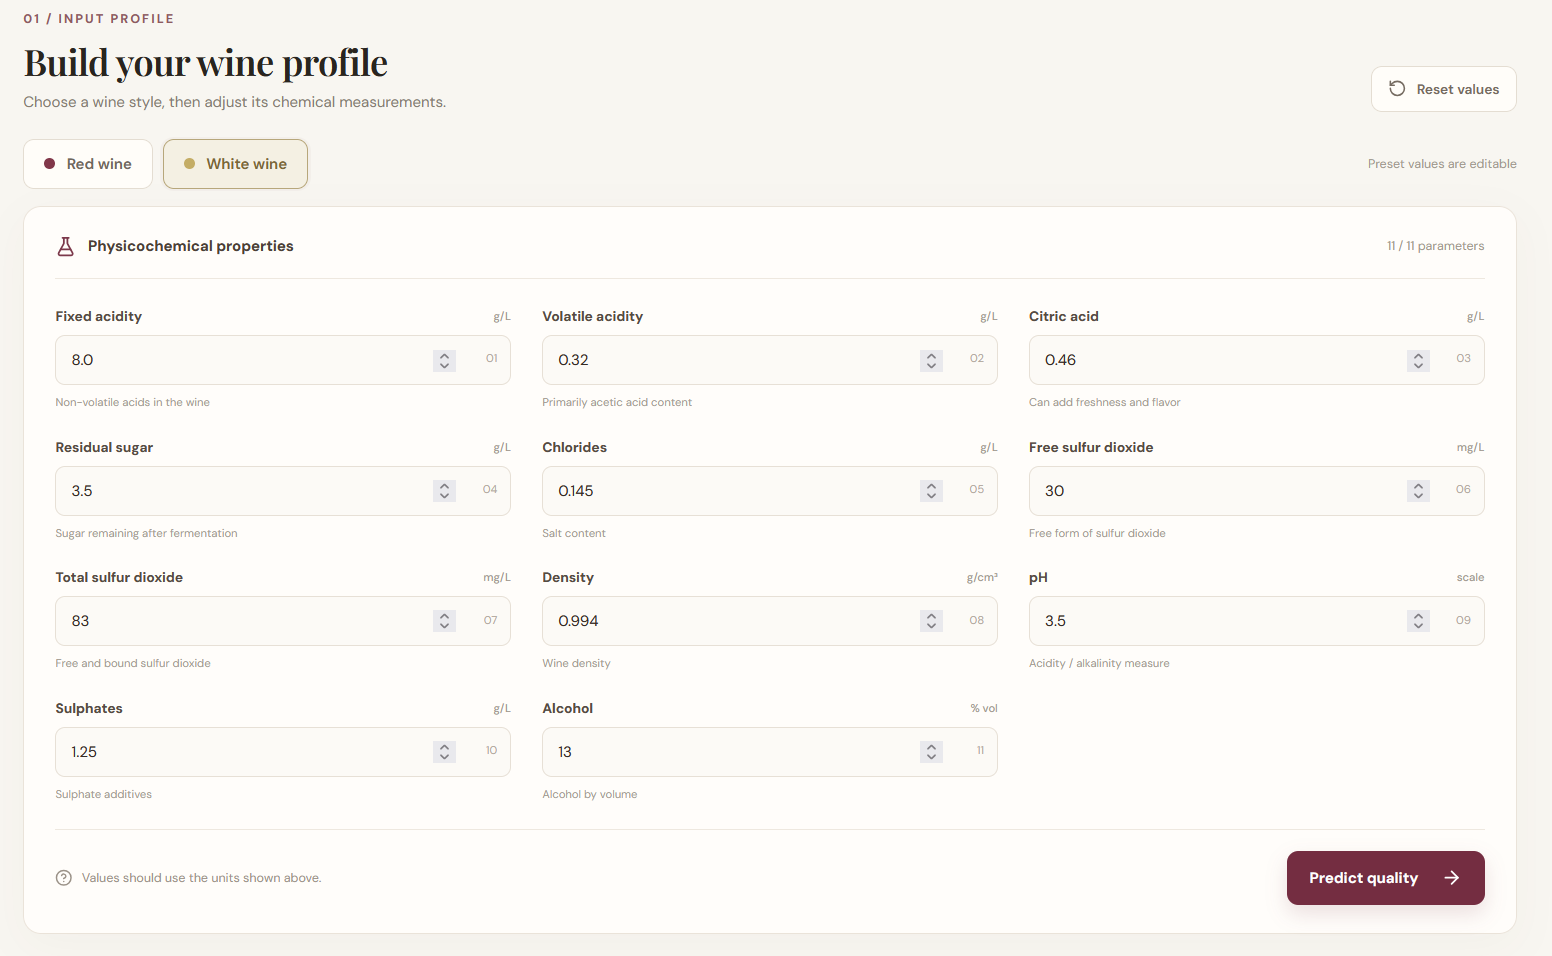 01 / INPUT PROFILE
Build your wine profile
Choose a wine style, then adjust its chemical measurements.
Reset values
Red wine
White wine
Preset values are editable
Physicochemical properties
11 / 11 parameters
Fixed acidity g/L
8.0 01
Non-volatile acids in the wine
Volatile acidity g/L
0.32 02
Primarily acetic acid content
Citric acid g/L
0.46 03
Can add freshness and flavor
Residual sugar g/L
3.5 04
Sugar remaining after fermentation
Chlorides g/L
0.145 05
Salt content
Free sulfur dioxide mg/L
30 06
Free form of sulfur dioxide
Total sulfur dioxide mg/L
83 07
Free and bound sulfur dioxide
Density g/cm³
0.994 08
Wine density
pH scale
3.5 09
Acidity / alkalinity measure
Sulphates g/L
1.25 10
Sulphate additives
Alcohol % vol
13 11
Alcohol by volume
Values should use the units shown above.
Predict quality